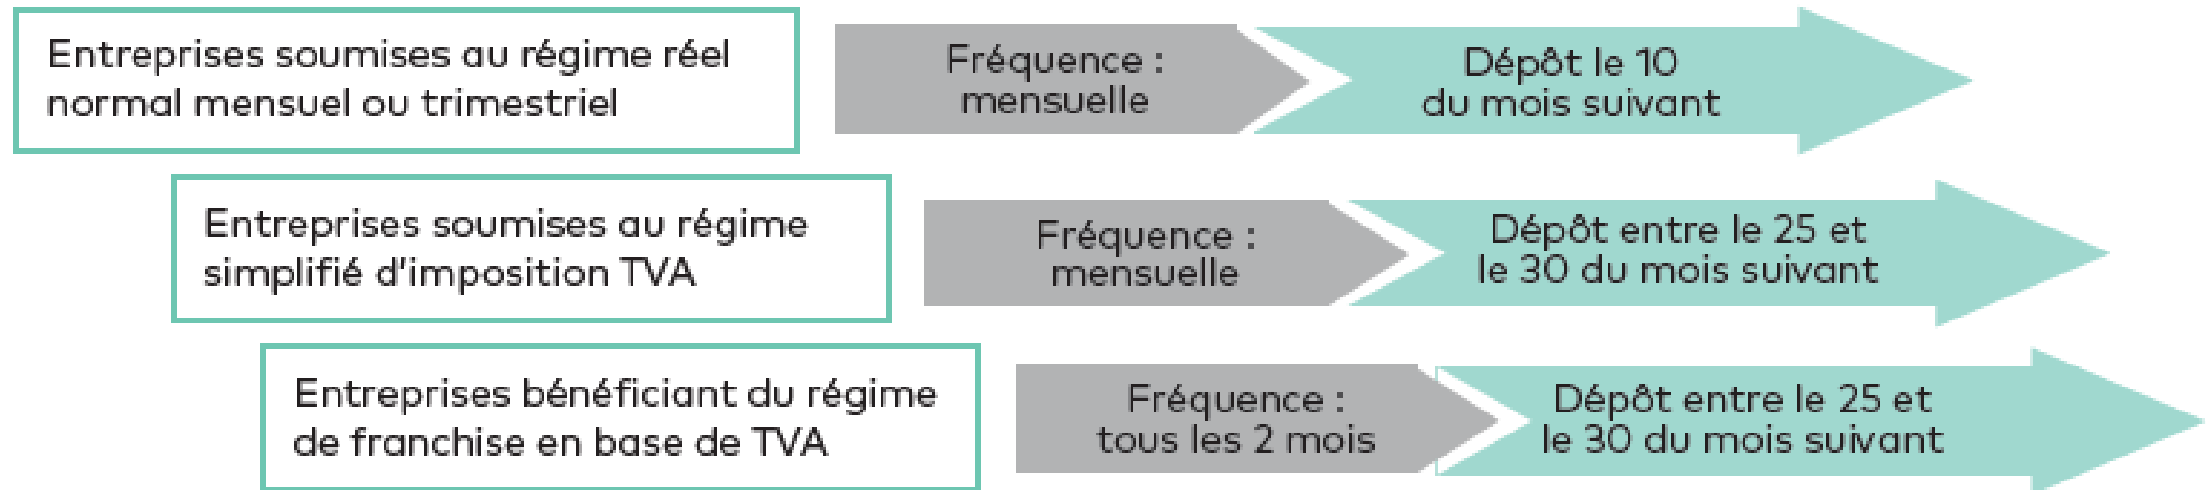 Entreprises soumises au régime réel
normal mensuel ou trimestriel
Fréquence :
mensuelle
Dépôt le 10
du mois suivant
Entreprises soumises au régime
simplifié d'imposition TVA
Fréquence :
mensuelle
Dépôt entre le 25 et
le 30 du mois suivant
Entreprises bénéficiant du régime
de franchise en base de TVA
Fréquence :
tous les 2 mois
Dépôt entre le 25 et
le 30 du mois suivant